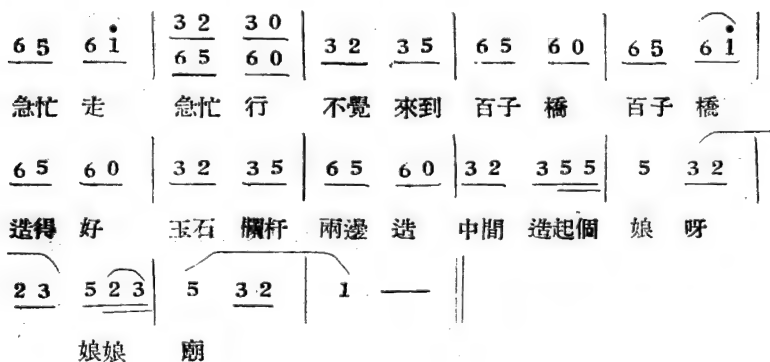 6 5 6 i | 3 2 3 0 | 3 2 3 5 | 6 5 6 0 | 6 5 6 i |
6 5 6 0
急忙 走 急忙 行 不覺 來到 百子 橋 百子 橋
6 5 6 0 | 3 2 3 5 | 6 5 6 0 | 3 2 3 5 5 | 5 3 2 |
造得 好 玉石 欄杆 兩邊 造 中間 造起個 娘 呀
2 3 5 2 3 | 5 3 2 | 1 — ‖
娘娘 廟